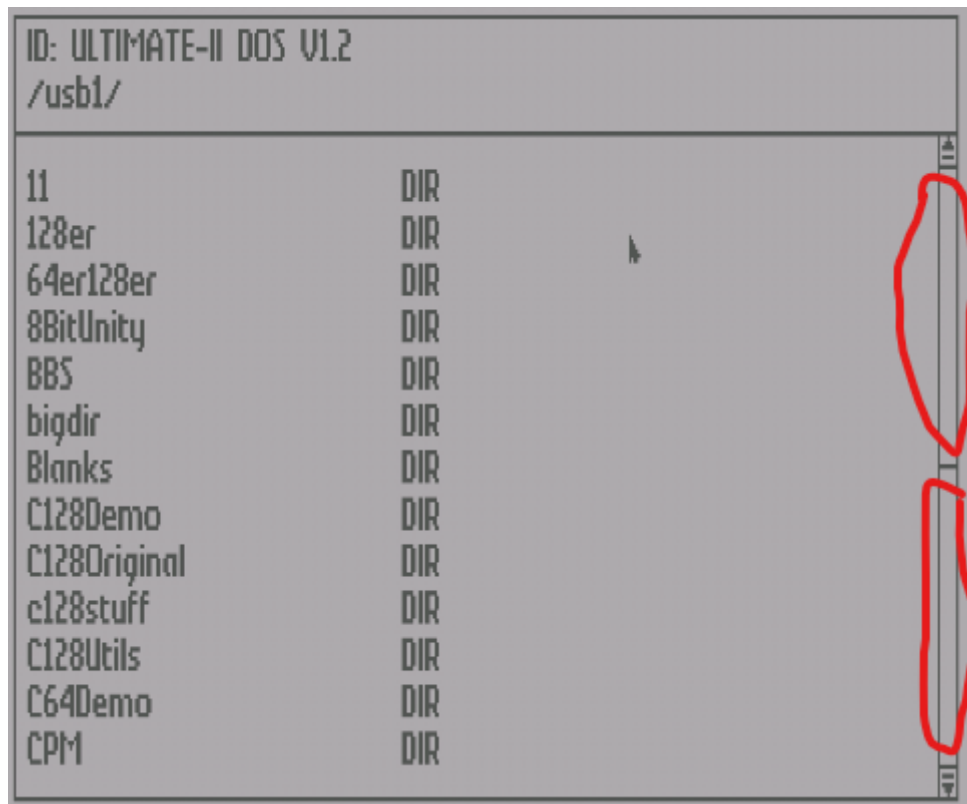 ID: ULTIMATE-II DOS V1.2
/usb1/
11 DIR
128er DIR
64er128er DIR
8BitUnity DIR
BBS DIR
bigdir DIR
Blanks DIR
C128Demo DIR
C128Original DIR
c128stuff DIR
C128Utils DIR
C64Demo DIR
CPM DIR